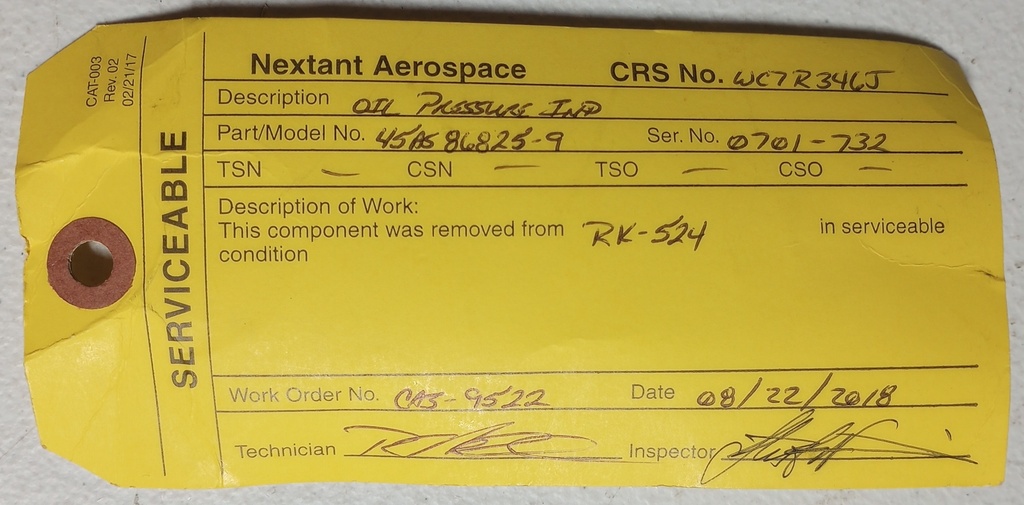 CAT-003
Rev. 02
02/21/17
SERVICEABLE
Nextant Aerospace CRS No. WC7R346J
Description OIL PRESSURE IND
Part/Model No. 45AS86825-9 Ser. No. 0701-732
TSN — CSN — TSO — CSO —
Description of Work:
This component was removed from RK-524 in serviceable
condition
Work Order No. CAS-9522 Date 08/22/2018
Technician Inspector